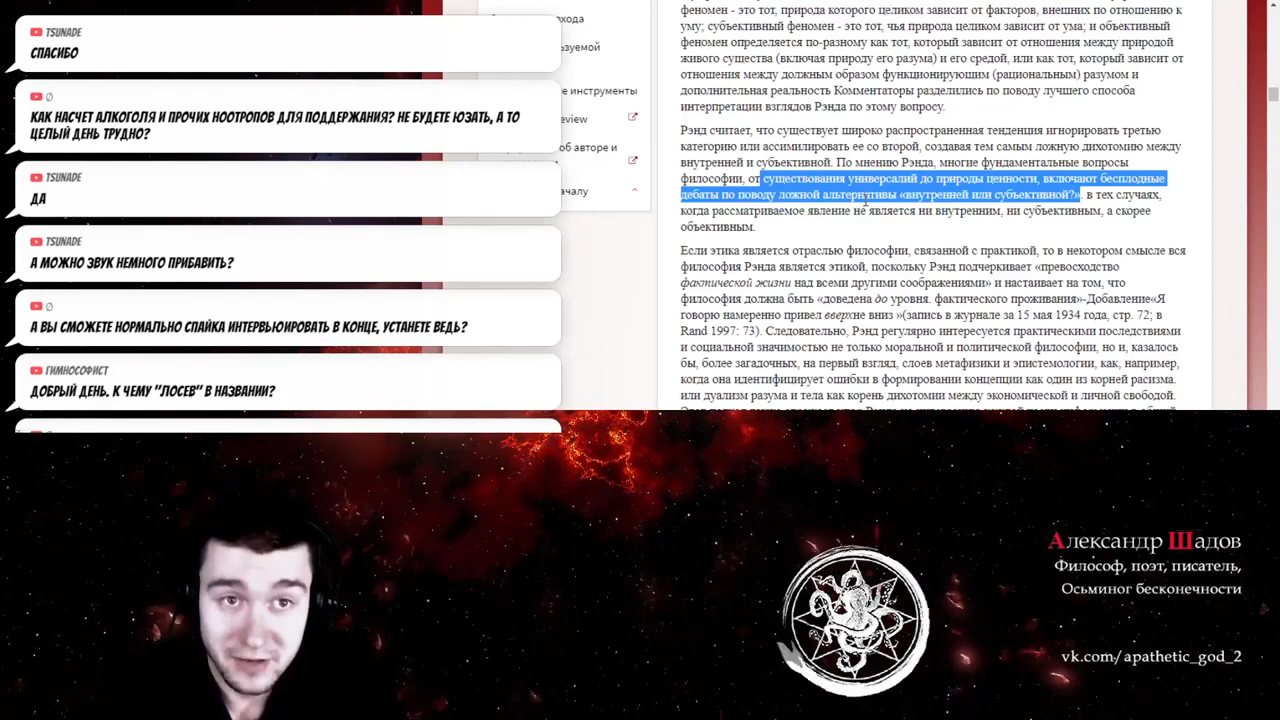 TSUNADE
СПАСИБО
Ø
КАК НАСЧЕТ АЛКОГОЛЯ И ПРОЧИХ НООТРОПОВ ДЛЯ ПОДДЕРЖАНИЯ? НЕ БУДЕТЕ ЮЗАТЬ, А ТО
ЦЕЛЫЙ ДЕНЬ ТРУДНО?
TSUNADE
ДА
TSUNADE
А МОЖНО ЗВУК НЕМНОГО ПРИБАВИТЬ?
Ø
А ВЫ СМОЖЕТЕ НОРМАЛЬНО СПАЙКА ИНТЕРВЬЮИРОВАТЬ В КОНЦЕ, УСТАНЕТЕ ВЕДЬ?
ГИМНОСОФИСТ
ДОБРЫЙ ДЕНЬ. К ЧЕМУ "ЛОСЕВ" В НАЗВАНИИ?
хода
ьзуемой
е инструменты
eview
об авторе и
ачалу
феномен - это тот, природа которого целиком зависит от факторов, внешних по отношению к
уму; субъективный феномен - это тот, чья природа целиком зависит от ума; и объективный
феномен определяется по-разному как тот, который зависит от отношения между природой
живого существа (включая природу его разума) и его средой, или как тот, который зависит от
отношения между должным образом функционирующим (рациональным) разумом и
дополнительная реальность Комментаторы разделились по поводу лучшего способа
интерпретации взглядов Рэнда по этому вопросу.
Рэнд считает, что существует широко распространенная тенденция игнорировать третью
категорию или ассимилировать ее со второй, создавая тем самым ложную дихотомию между
внутренней и субъективной. По мнению Рэнда, многие фундаментальные вопросы
философии, от существования универсалий до природы ценности, включают бесплодные
дебаты по поводу ложной альтернативы «внутренней или субъективной?». в тех случаях,
когда рассматриваемое явление не является ни внутренним, ни субъективным, а скорее
объективным.
Если этика является отраслью философии, связанной с практикой, то в некотором смысле вся
философия Рэнда является этикой, поскольку Рэнд подчеркивает «превосходство
фактической жизни над всеми другими соображениями» и настаивает на том, что
философия должна быть «доведена до уровня. фактического проживания»-Добавление«Я
говорю намеренно привел вверхне вниз »(запись в журнале за 15 мая 1934 года, стр. 72; в
Rand 1997: 73). Следовательно, Рэнд регулярно интересуется практическими последствиями
и социальной значимостью не только моральной и политической философии, но и, казалось
бы, более загадочных, на первый взгляд, слоев метафизики и эпистемологии, как, например,
когда она идентифицирует ошибки в формировании концепции как один из корней расизма.
или дуализм разума и тела как корень дихотомии между экономической и личной свободой.
Александр Шадов
Философ, поэт, писатель,
Осьминог бесконечности
vk.com/apathetic_god_2